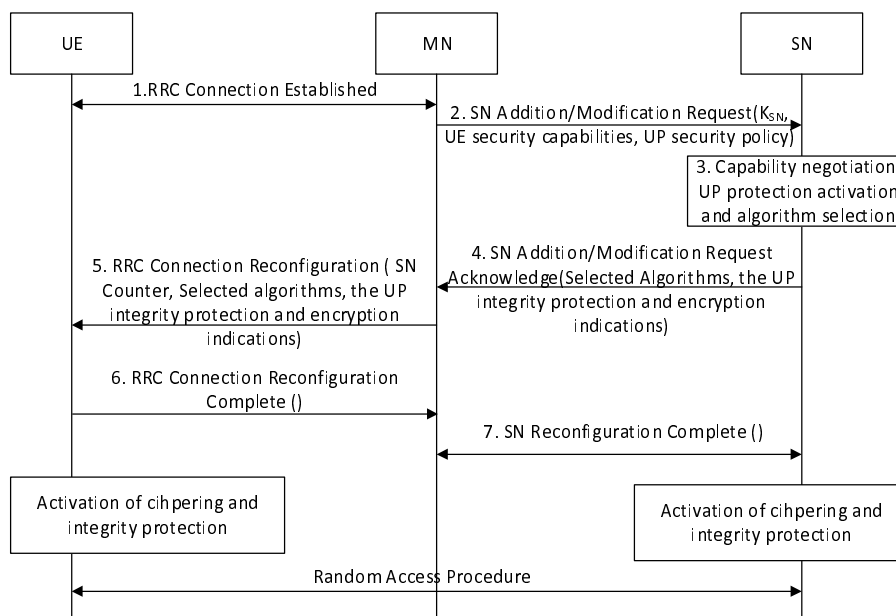 UE
MN
SN
1.RRC Connection Established
2. SN Addition/Modification Request(KSN,
UE security capabilities, UP security policy)
3. Capability negotiation
UP protection activation
and algorithm selection
4. SN Addition/Modification Request
Acknowledge(Selected Algorithms, the UP
integrity protection and encryption
indications)
5. RRC Connection Reconfiguration ( SN
Counter, Selected algorithms, the UP
integrity protection and encryption
indications)
6. RRC Connection Reconfiguration
Complete ()
7. SN Reconfiguration Complete ()
Activation of cihpering and
integrity protection
Activation of cihpering and
integrity protection
Random Access Procedure